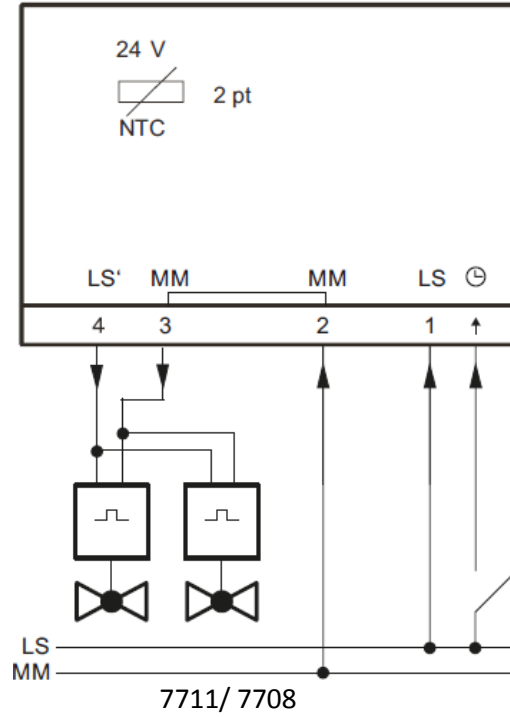 24 V
2 pt
NTC
LS‘ MM MM LS
4 3 2 1
LS
MM
7711/ 7708